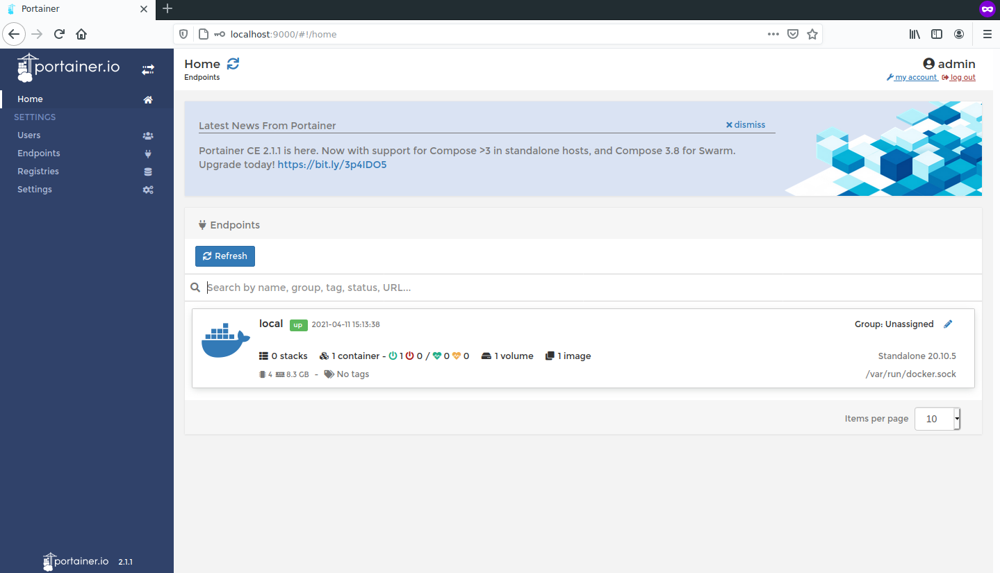 Portainer
localhost:9000/#!/home
portainer.io
Home
SETTINGS
Users
Endpoints
Registries
Settings
portainer.io 2.1.1
Home
Endpoints
admin
my account log out
Latest News From Portainer
dismiss
Portainer CE 2.1.1 is here. Now with support for Compose >3 in standalone hosts, and Compose 3.8 for Swarm.
Upgrade today! https://bit.ly/3p4IDO5
Endpoints
Refresh
Search by name, group, tag, status, URL...
local up 2021-04-11 15:13:38 Group: Unassigned
0 stacks 1 container - 1 0 / 0 0 1 volume 1 image Standalone 20.10.5
4 8.3 GB - No tags /var/run/docker.sock
Items per page 10